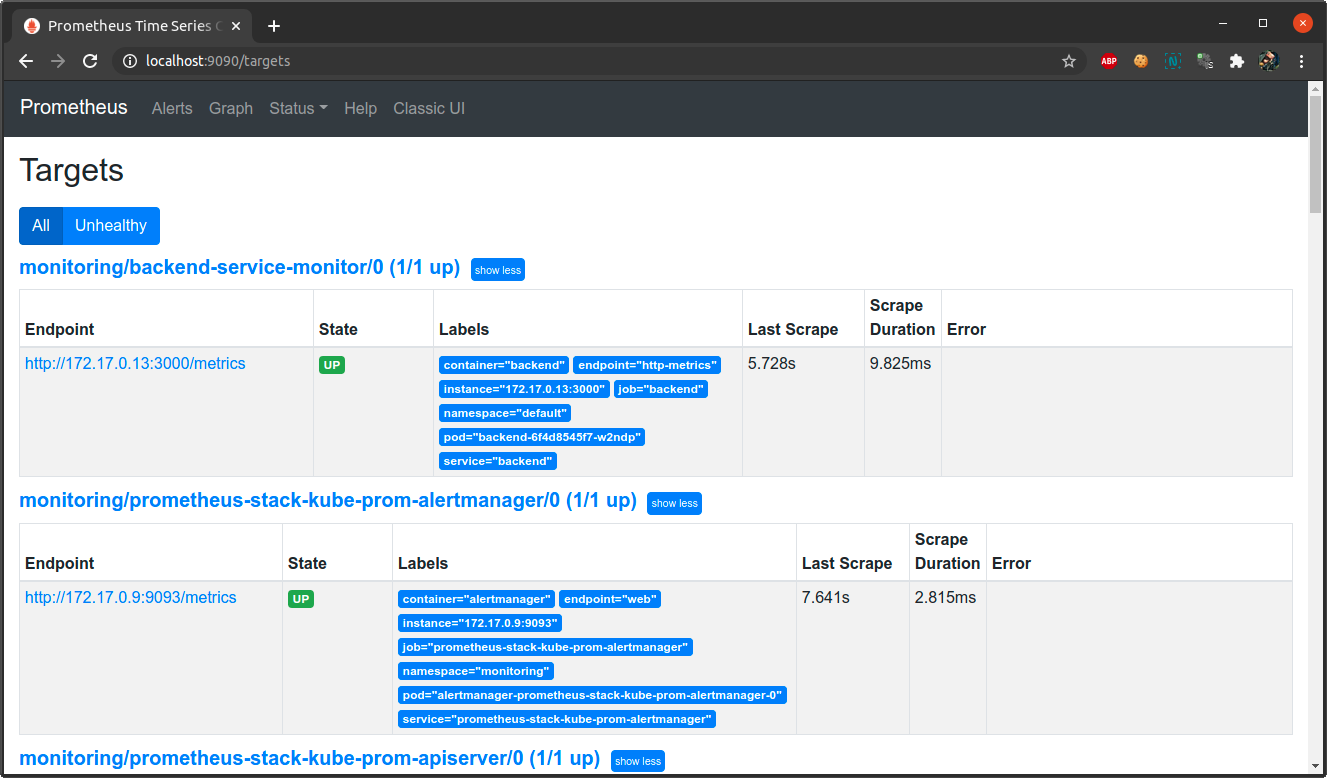 Prometheus Time Series C
localhost:9090/targets
ABP
N
S
Prometheus Alerts Graph Status Help Classic UI
Targets
All Unhealthy
monitoring/backend-service-monitor/0 (1/1 up) show less
Endpoint State Labels Last Scrape Scrape Duration Error
http://172.17.0.13:3000/metrics UP container="backend" endpoint="http-metrics" 5.728s 9.825ms
instance="172.17.0.13:3000" job="backend"
namespace="default"
pod="backend-6f4d8545f7-w2ndp"
service="backend"
monitoring/prometheus-stack-kube-prom-alertmanager/0 (1/1 up) show less
Endpoint State Labels Last Scrape Scrape Duration Error
http://172.17.0.9:9093/metrics UP container="alertmanager" endpoint="web" 7.641s 2.815ms
instance="172.17.0.9:9093"
job="prometheus-stack-kube-prom-alertmanager"
namespace="monitoring"
pod="alertmanager-prometheus-stack-kube-prom-alertmanager-0"
service="prometheus-stack-kube-prom-alertmanager"
monitoring/prometheus-stack-kube-prom-apiserver/0 (1/1 up) show less